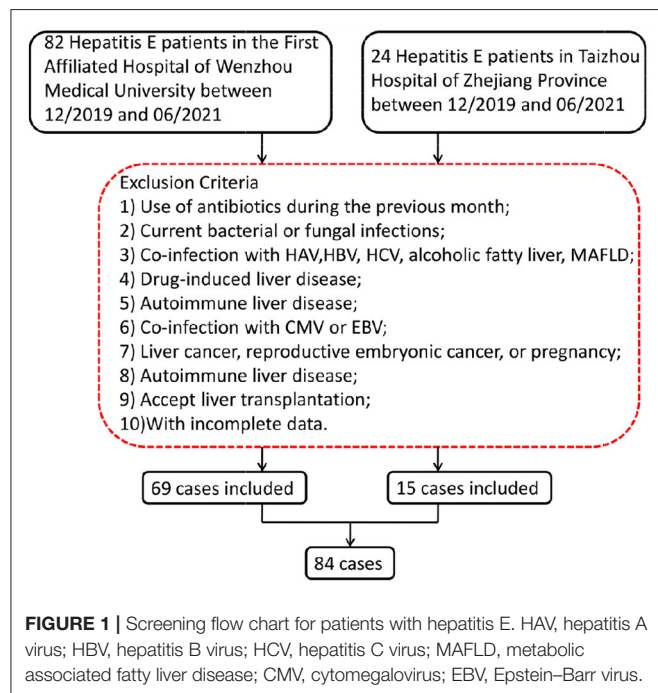 82 Hepatitis E patients in the First
Affiliated Hospital of Wenzhou
Medical University between
12/2019 and 06/2021
24 Hepatitis E patients in Taizhou
Hospital of Zhejiang Province
between 12/2019 and 06/2021
Exclusion Criteria
1) Use of antibiotics during the previous month;
2) Current bacterial or fungal infections;
3) Co-infection with HAV,HBV, HCV, alcoholic fatty liver, MAFLD;
4) Drug-induced liver disease;
5) Autoimmune liver disease;
6) Co-infection with CMV or EBV;
7) Liver cancer, reproductive embryonic cancer, or pregnancy;
8) Autoimmune liver disease;
9) Accept liver transplantation;
10)With incomplete data.
69 cases included
15 cases included
84 cases
FIGURE 1 | Screening flow chart for patients with hepatitis E. HAV, hepatitis A
virus; HBV, hepatitis B virus; HCV, hepatitis C virus; MAFLD, metabolic
associated fatty liver disease; CMV, cytomegalovirus; EBV, Epstein–Barr virus.